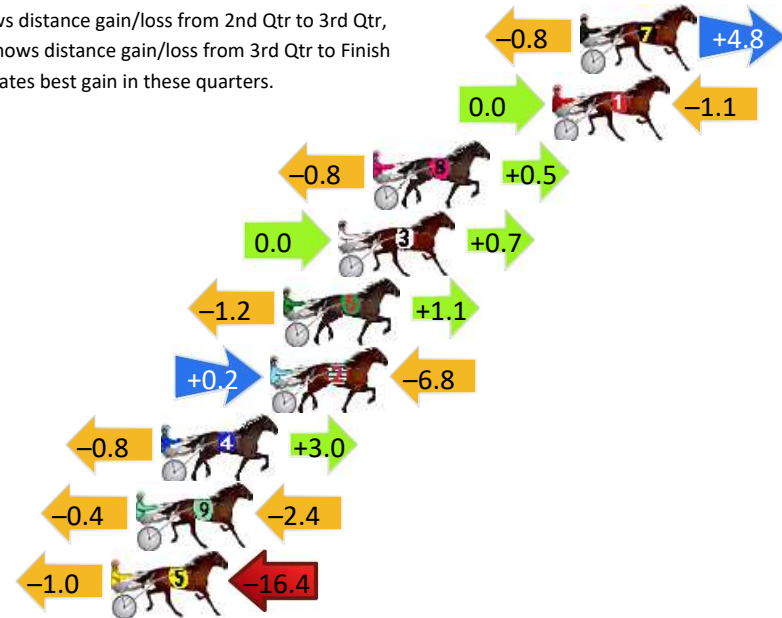 distance gain/loss from 2nd Qtr to 3rd Qtr,
distance gain/loss from 3rd Qtr to Finish
best gain in these quarters.
–0.8 7 +4.8
0.0 1 –1.1
–0.8 8 +0.5
0.0 3 +0.7
–1.2 6 +1.1
+0.2 2 –6.8
–0.8 4 +3.0
–0.4 9 –2.4
–1.0 5 –16.4